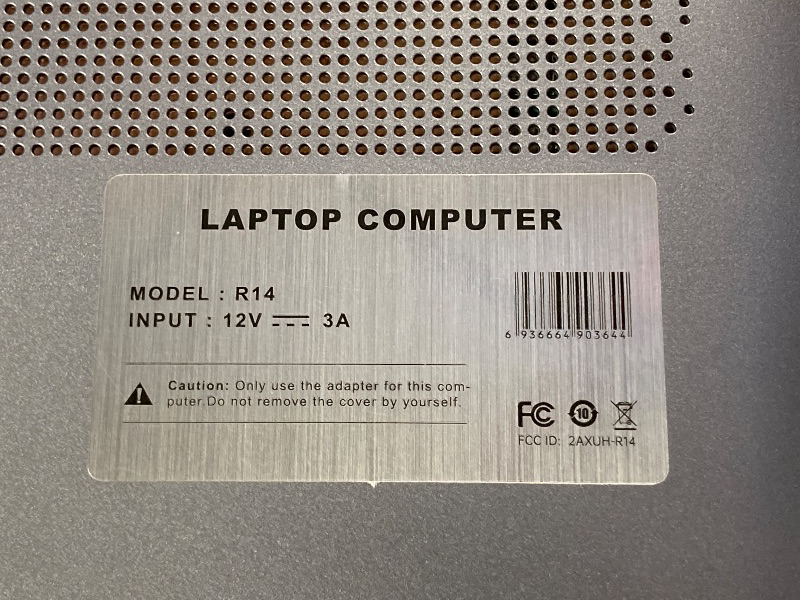 LAPTOP COMPUTER
MODEL : R14
INPUT : 12V ⎓ 3A
6 936664 903644
Caution: Only use the adapter for this com-
puter.Do not remove the cover by yourself.
FC 10
FCC ID: 2AXUH-R14